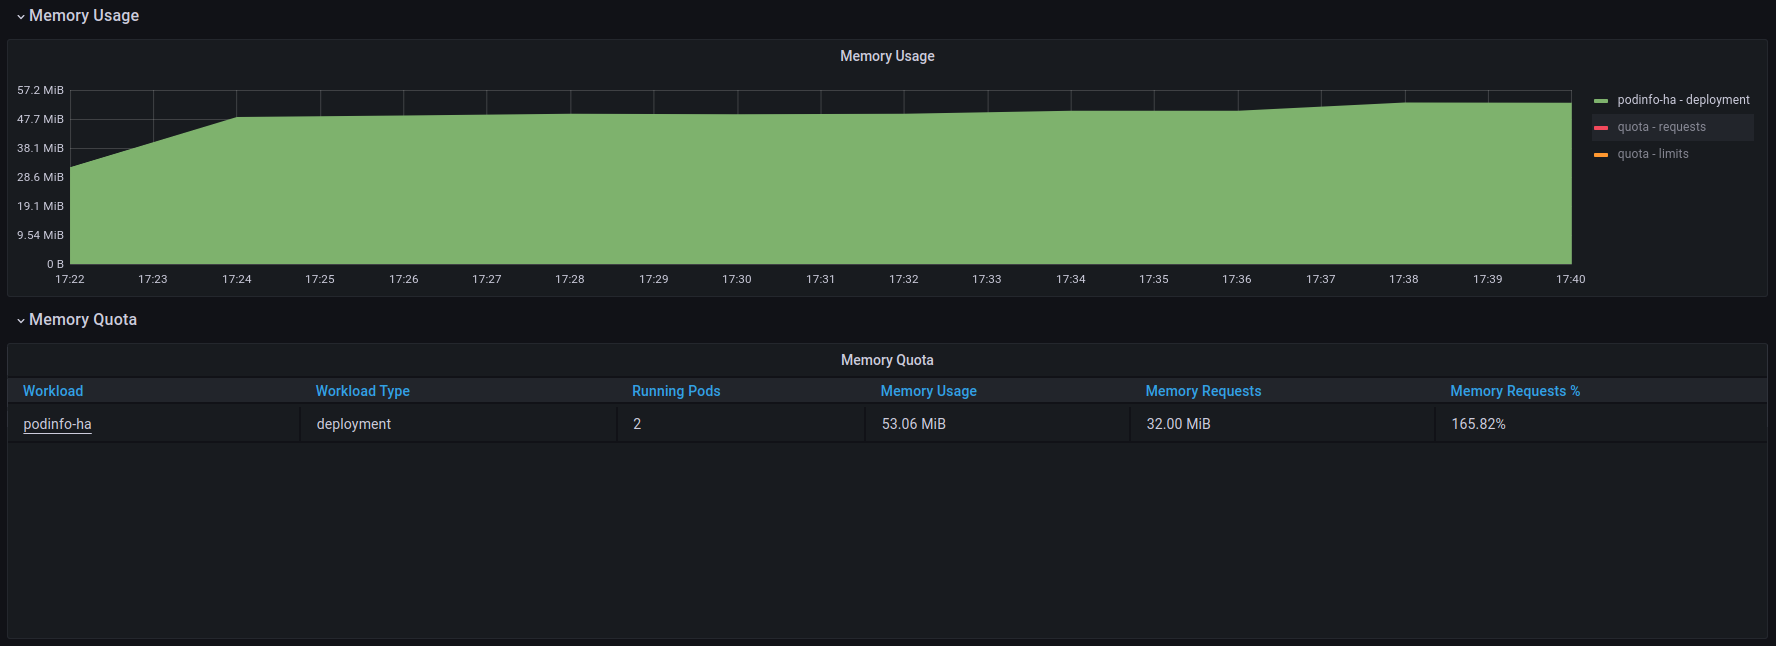 Memory Usage
Memory Usage
57.2 MiB
47.7 MiB
38.1 MiB
28.6 MiB
19.1 MiB
9.54 MiB
0 B
17:22 17:23 17:24 17:25 17:26 17:27 17:28 17:29 17:30 17:31 17:32 17:33 17:34 17:35 17:36 17:37 17:38 17:39 17:40
podinfo-ha - deployment
quota - requests
quota - limits
Memory Quota
Memory Quota
Workload Workload Type Running Pods Memory Usage Memory Requests Memory Requests %
podinfo-ha deployment 2 53.06 MiB 32.00 MiB 165.82%